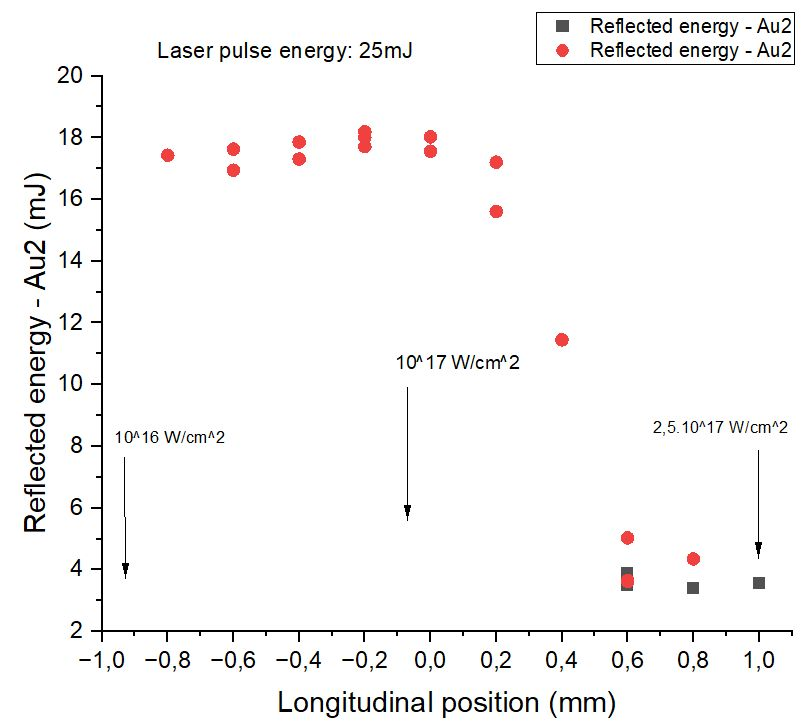 Reflected energy - Au2
Reflected energy - Au2
Laser pulse energy: 25mJ
20
18
16
14
12
10
8
6
4
2
Reflected energy - Au2 (mJ)
10^16 W/cm^2
10^17 W/cm^2
2,5.10^17 W/cm^2
−1,0 −0,8 −0,6 −0,4 −0,2 0,0 0,2 0,4 0,6 0,8 1,0
Longitudinal position (mm)